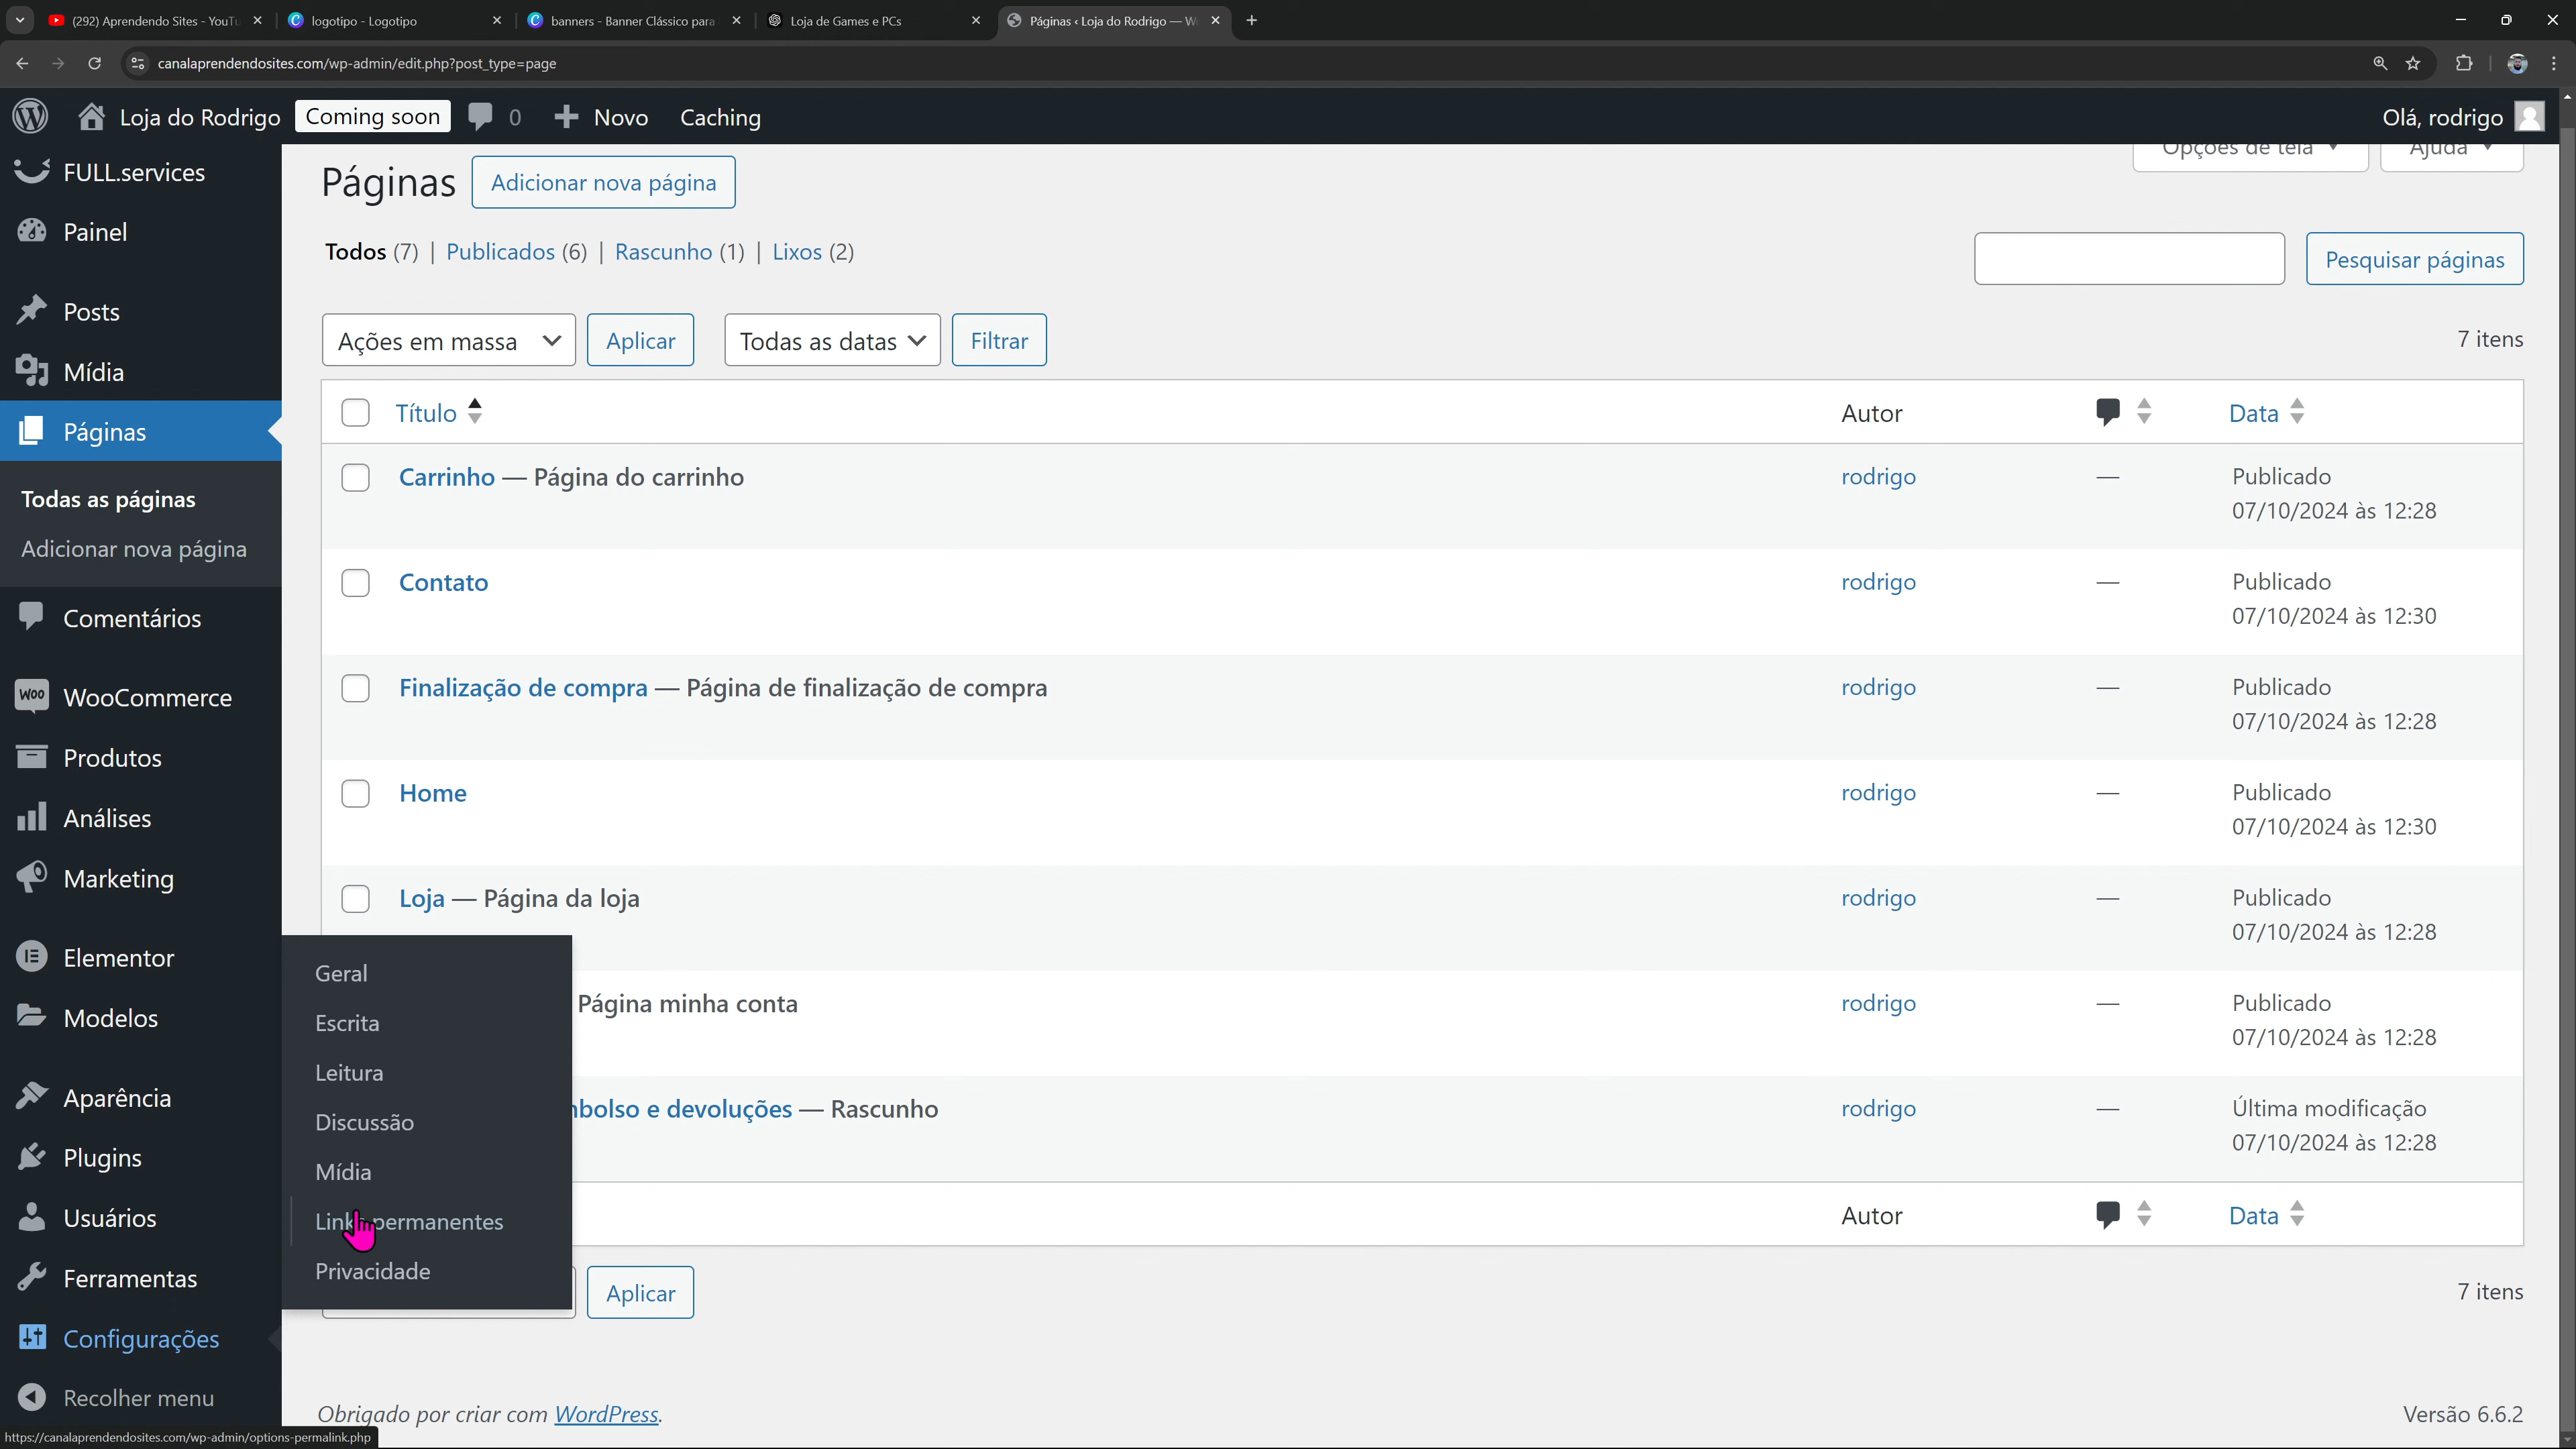 (292) Aprendendo Sites - YouTu
logotipo - Logotipo
banners - Banner Clássico para
Loja de Games e PCs
Páginas ‹ Loja do Rodrigo — W
canalaprendendosites.com/wp-admin/edit.php?post_type=page
Loja do Rodrigo
Coming soon
0
Novo
Caching
Olá, rodrigo
FULL.services
Painel
Posts
Mídia
Páginas
Todas as páginas
Adicionar nova página
Comentários
WooCommerce
Produtos
Análises
Marketing
Elementor
Modelos
Aparência
Plugins
Usuários
Ferramentas
Configurações
Recolher menu
Geral
Escrita
Leitura
Discussão
Mídia
Links permanentes
Privacidade
Opções de tela
Ajuda
Páginas
Adicionar nova página
Todos (7) | Publicados (6) | Rascunho (1) | Lixos (2)
Pesquisar páginas
Ações em massa
Aplicar
Todas as datas
Filtrar
7 itens
Título
Autor
Data
Carrinho — Página do carrinho
rodrigo
—
Publicado
07/10/2024 às 12:28
Contato
rodrigo
—
Publicado
07/10/2024 às 12:30
Finalização de compra — Página de finalização de compra
rodrigo
—
Publicado
07/10/2024 às 12:28
Home
rodrigo
—
Publicado
07/10/2024 às 12:30
Loja — Página da loja
rodrigo
—
Publicado
07/10/2024 às 12:28
Página minha conta
rodrigo
—
Publicado
07/10/2024 às 12:28
bolso e devoluções — Rascunho
rodrigo
—
Última modificação
07/10/2024 às 12:28
Autor
Data
Aplicar
7 itens
Obrigado por criar com WordPress.
Versão 6.6.2
https://canalaprendendosites.com/wp-admin/options-permalink.php